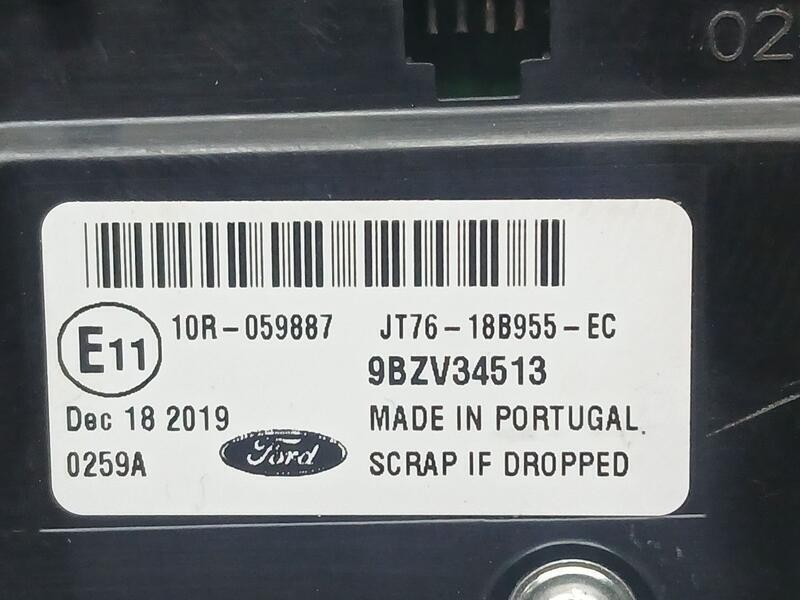 02
10R-059887 JT76-18B955-EC
E11
9BZV34513
Dec 18 2019
MADE IN PORTUGAL.
0259A
Ford
SCRAP IF DROPPED